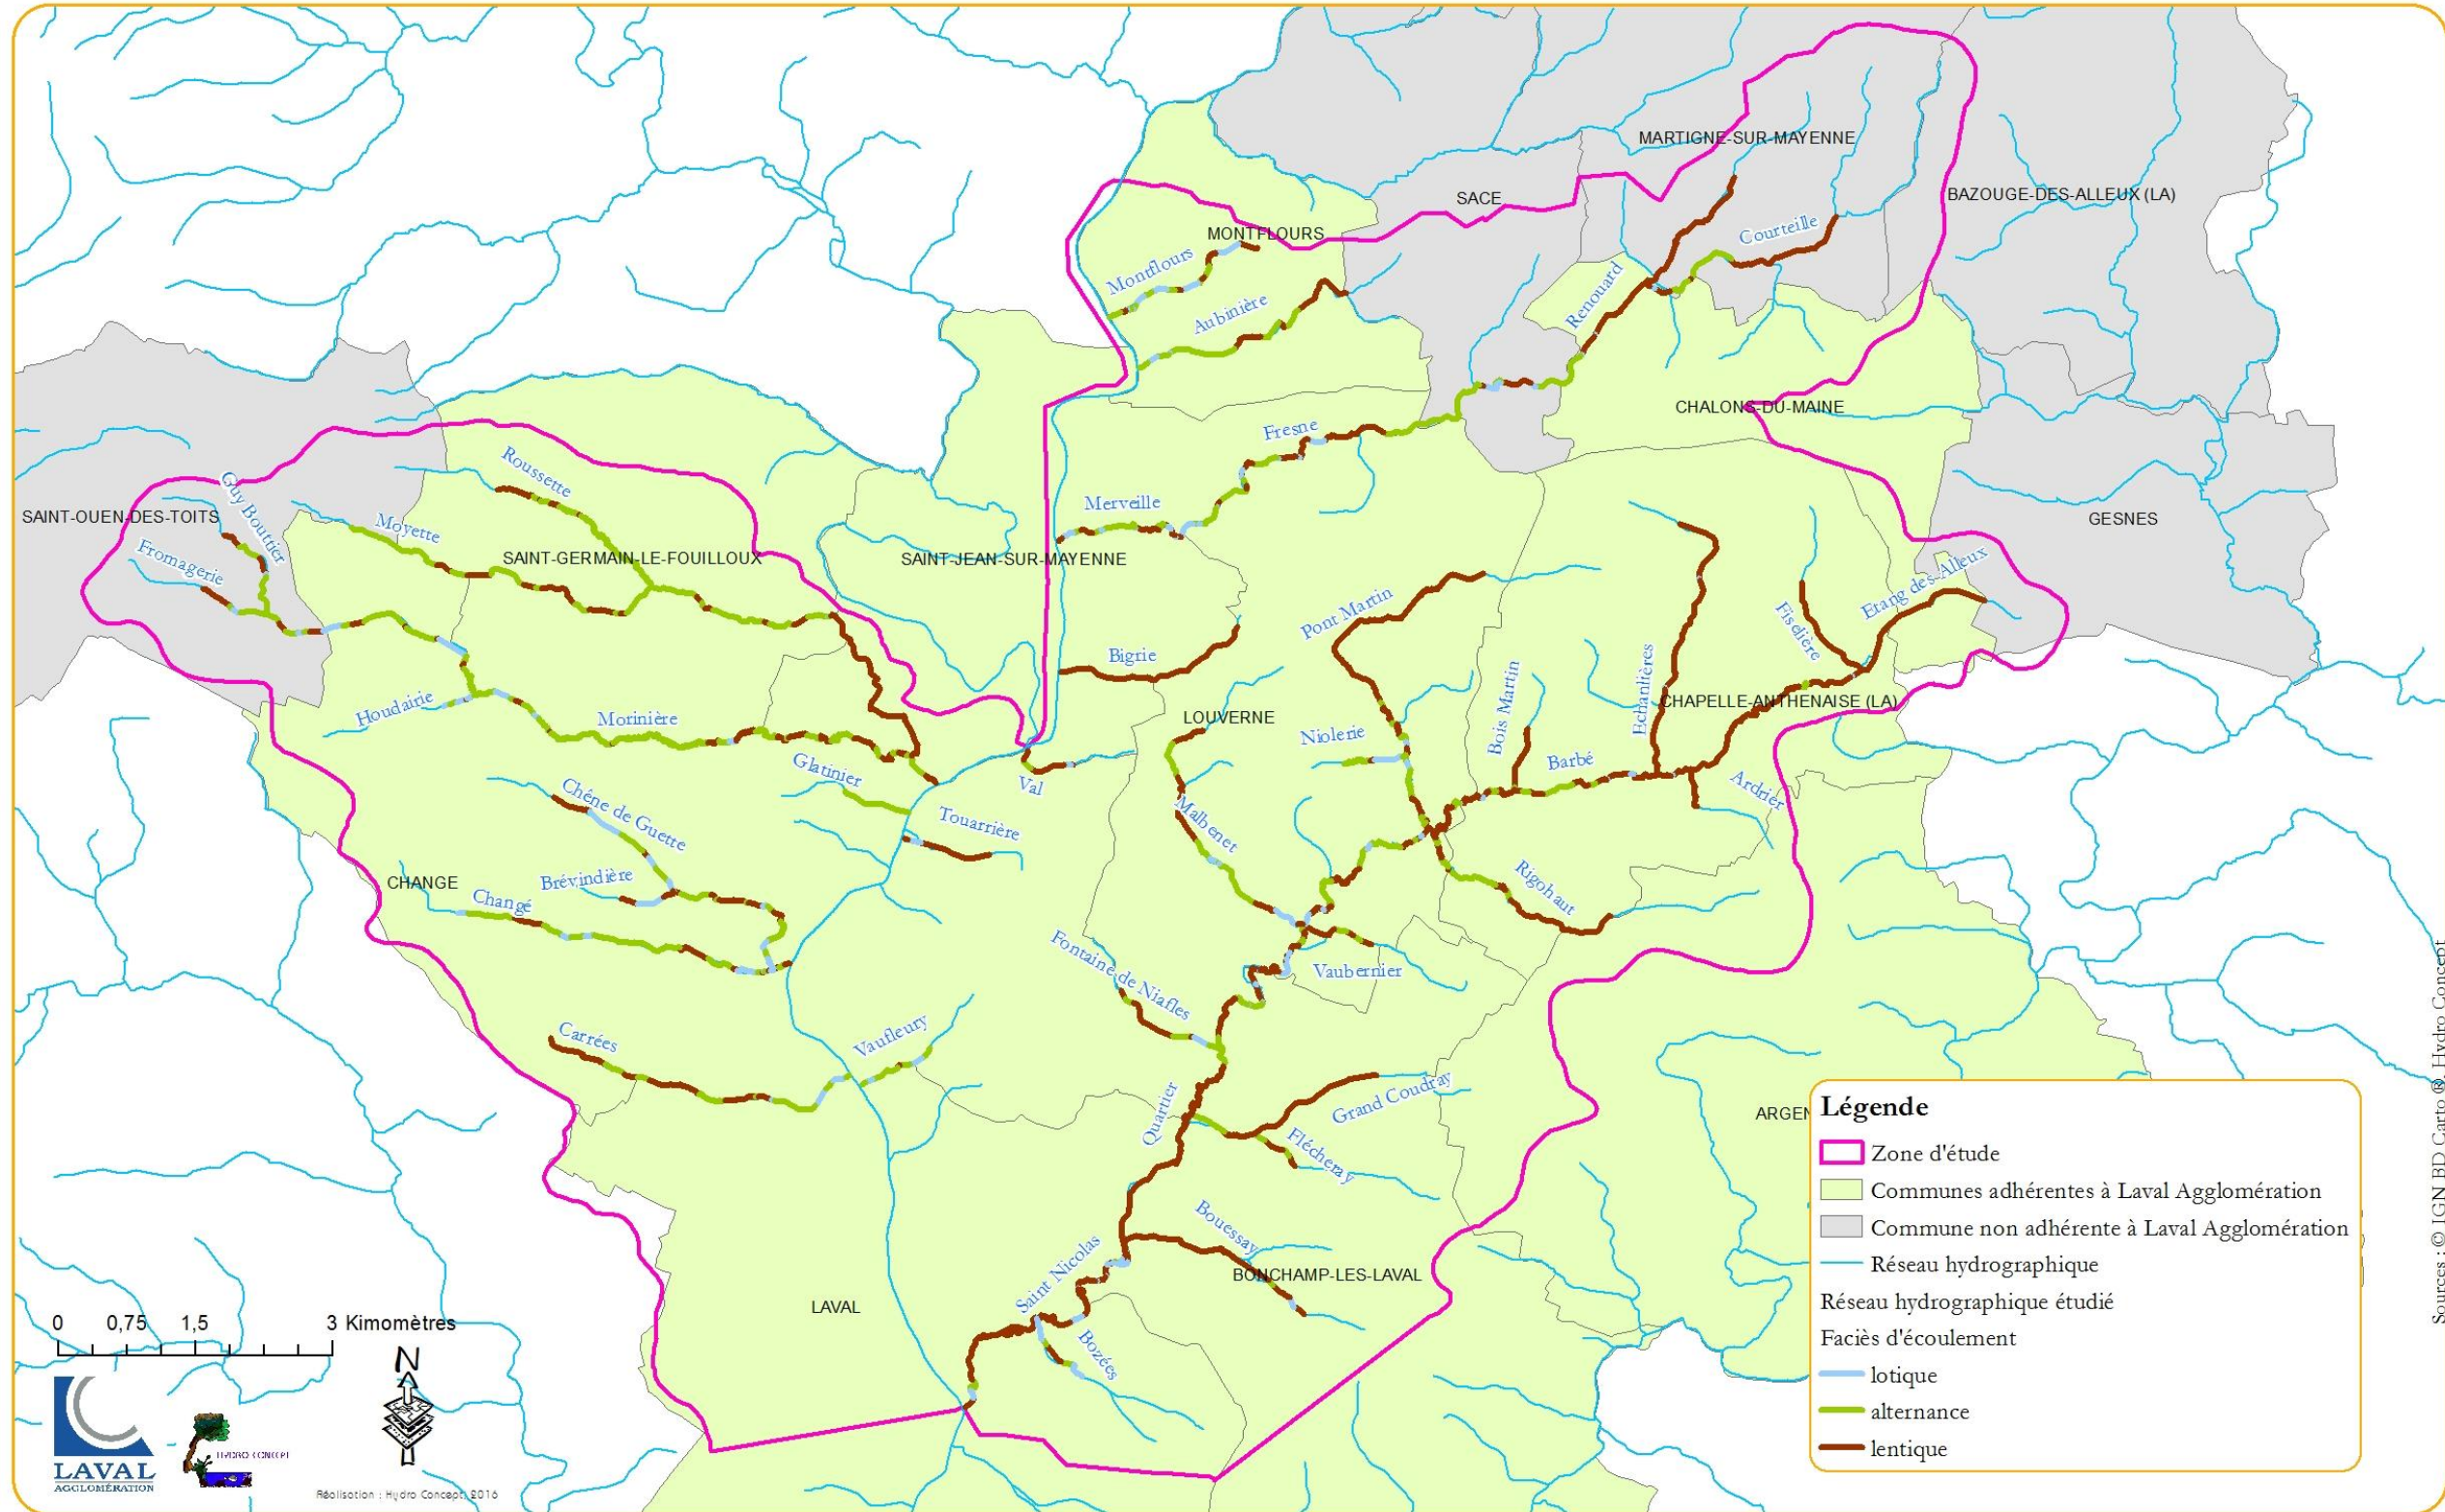 MARTIGNE-SUR-MAYENNE
BAZOUGE-DES-ALLEUX (LA)
SACE
MONTFLOURS
Courteille
Montflours
Renouard
Aubinière
CHALONS-DU-MAINE
Fresne
Guy Bouttier
Roussette
SAINT-OUEN-DES-TOITS
Moyette
Merveille
GESNES
Fromagerie
SAINT-GERMAIN-LE-FOUILLOUX
SAINT-JEAN-SUR-MAYENNE
Etang des Alleux
Pont Martin
Fiselière
Bigrie
Bois Martin
Echanlières
CHAPELLE-ANTHENAISE (LA)
Houdairie
Morinière
LOUVERNE
Niolerie
Barbé
Glatinier
Val
Ardrier
Chêne de Guette
Touarrière
Malbenet
CHANGE
Brévindière
Changé
Rigohaut
Fontaine de Niafles
Vaubernier
Carrées
Vaufleury
Quartier
Grand Coudray
Flécheray
ARGEN
Bouessay
Saint Nicolas
BONCHAMP-LES-LAVAL
LAVAL
Bozées
Légende
Zone d'étude
Communes adhérentes à Laval Agglomération
Commune non adhérente à Laval Agglomération
Réseau hydrographique
Réseau hydrographique étudié
Faciès d'écoulement
lotique
alternance
lentique
0 0,75 1,5 3 Kimomètres
N
LAVAL
AGGLOMÉRATION
HYDRO CONCEPT
Réalisation : Hydro Concept, 2016
Sources : © IGN BD Carto ®, Hydro Concept